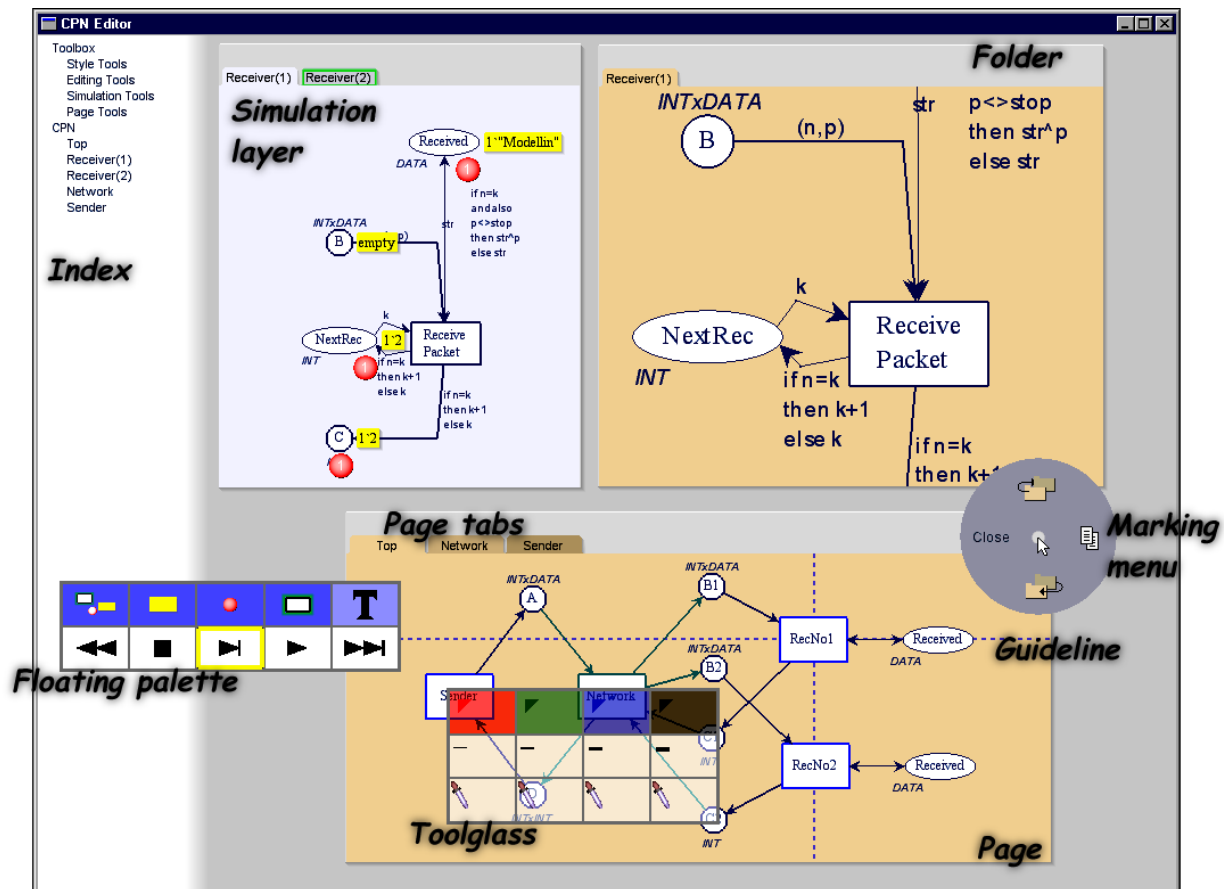 CPN Editor
Toolbox
Style Tools
Editing Tools
Simulation Tools
Page Tools
CPN
Top
Receiver(1)
Receiver(2)
Network
Sender
Index
Receiver(1)
Receiver(2)
Simulation
layer
Received
1`"Modellin"
DATA
1
if n=k
andalso
p<>stop
then str^p
else str
str
INTxDATA
B
empty
p)
k
NextRec
1`2
INT
1
Receive
Packet
if n=k
then k+1
else k
if n=k
then k+1
else k
C
1`2
1
Folder
Receiver(1)
INTxDATA
B
(n,p)
str
p<>stop
then str^p
else str
k
NextRec
INT
Receive
Packet
if n=k
then k+1
else k
if n=k
then k+1
Close
Marking
menu
Page tabs
Top
Network
Sender
INTxDATA
A
INTxDATA
B1
RecNo1
Received
DATA
Guideline
INTxDATA
B2
Sender
Network
C1
INT
RecNo2
Received
DATA
C2
INT
T
Floating palette
Toolglass
Page